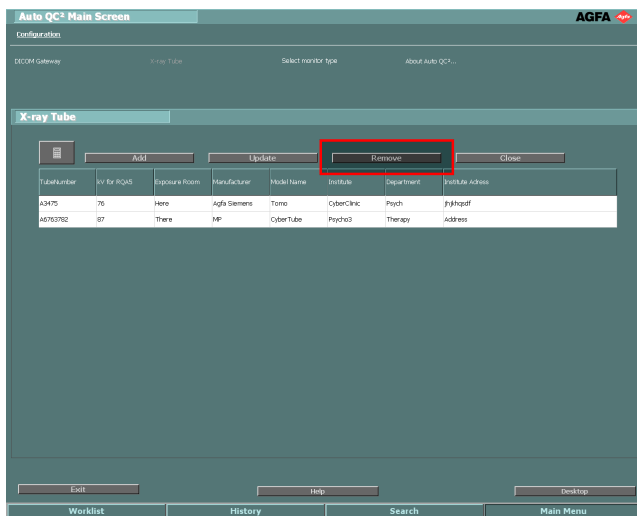 Auto QC² Main Screen
AGFA Agfa
Configuration
DICOM Gateway X-ray Tube Select monitor type About Auto QC²...
X-ray Tube
Add Update Remove Close
TubeNumber kV for RQA5 Exposure Room Manufacturer Model Name Institute Department Institute Adress
A3475 76 Here Agfa Siemens Tomo CyberClinic Psych jhjkhqsdf
A6763782 87 There MP CyberTube Psycho3 Therapy Address
Exit Help Desktop
Worklist History Search Main Menu